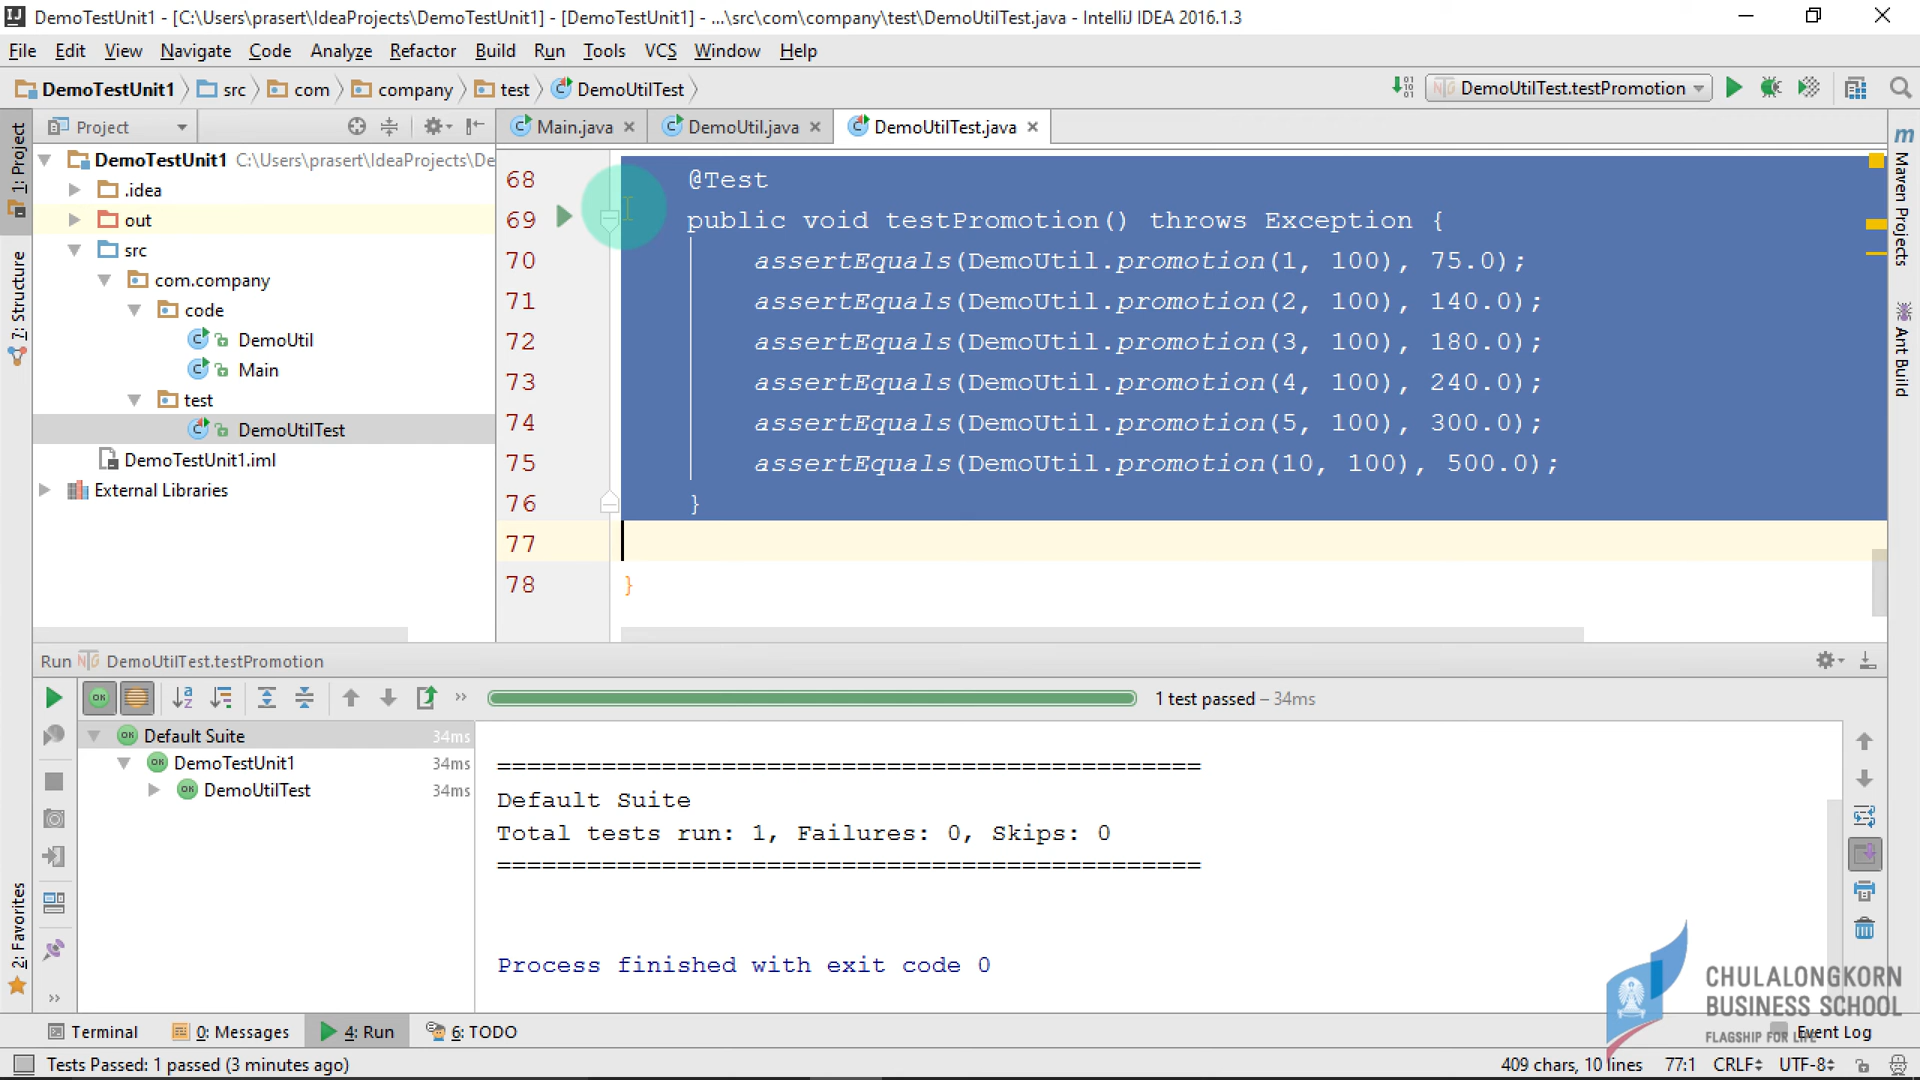 DemoTestUnit1 - [C:\Users\prasert\IdeaProjects\DemoTestUnit1] - [DemoTestUnit1] - ...\src\com\company\test\DemoUtilTest.java - IntelliJ IDEA 2016.1.3
File Edit View Navigate Code Analyze Refactor Build Run Tools VCS Window Help
DemoTestUnit1 src com company test DemoUtilTest
DemoUtilTest.testPromotion
Project
Main.java DemoUtil.java DemoUtilTest.java
1: Project
7: Structure
2: Favorites
DemoTestUnit1 C:\Users\prasert\IdeaProjects\De
.idea
out
src
com.company
code
DemoUtil
Main
test
DemoUtilTest
DemoTestUnit1.iml
External Libraries
68 @Test
69 public void testPromotion() throws Exception {
70 assertEquals(DemoUtil.promotion(1, 100), 75.0);
71 assertEquals(DemoUtil.promotion(2, 100), 140.0);
72 assertEquals(DemoUtil.promotion(3, 100), 180.0);
73 assertEquals(DemoUtil.promotion(4, 100), 240.0);
74 assertEquals(DemoUtil.promotion(5, 100), 300.0);
75 assertEquals(DemoUtil.promotion(10, 100), 500.0);
76 }
77
78 }
Maven Projects
Ant Build
Run DemoUtilTest.testPromotion
1 test passed – 34ms
Default Suite 34ms
DemoTestUnit1 34ms
DemoUtilTest 34ms
===============================================
Default Suite
Total tests run: 1, Failures: 0, Skips: 0
===============================================
Process finished with exit code 0
CHULALONGKORN
BUSINESS SCHOOL
FLAGSHIP FOR LIFE
Terminal 0: Messages 4: Run 6: TODO Event Log
Tests Passed: 1 passed (3 minutes ago) 409 chars, 10 lines 77:1 CRLF UTF-8